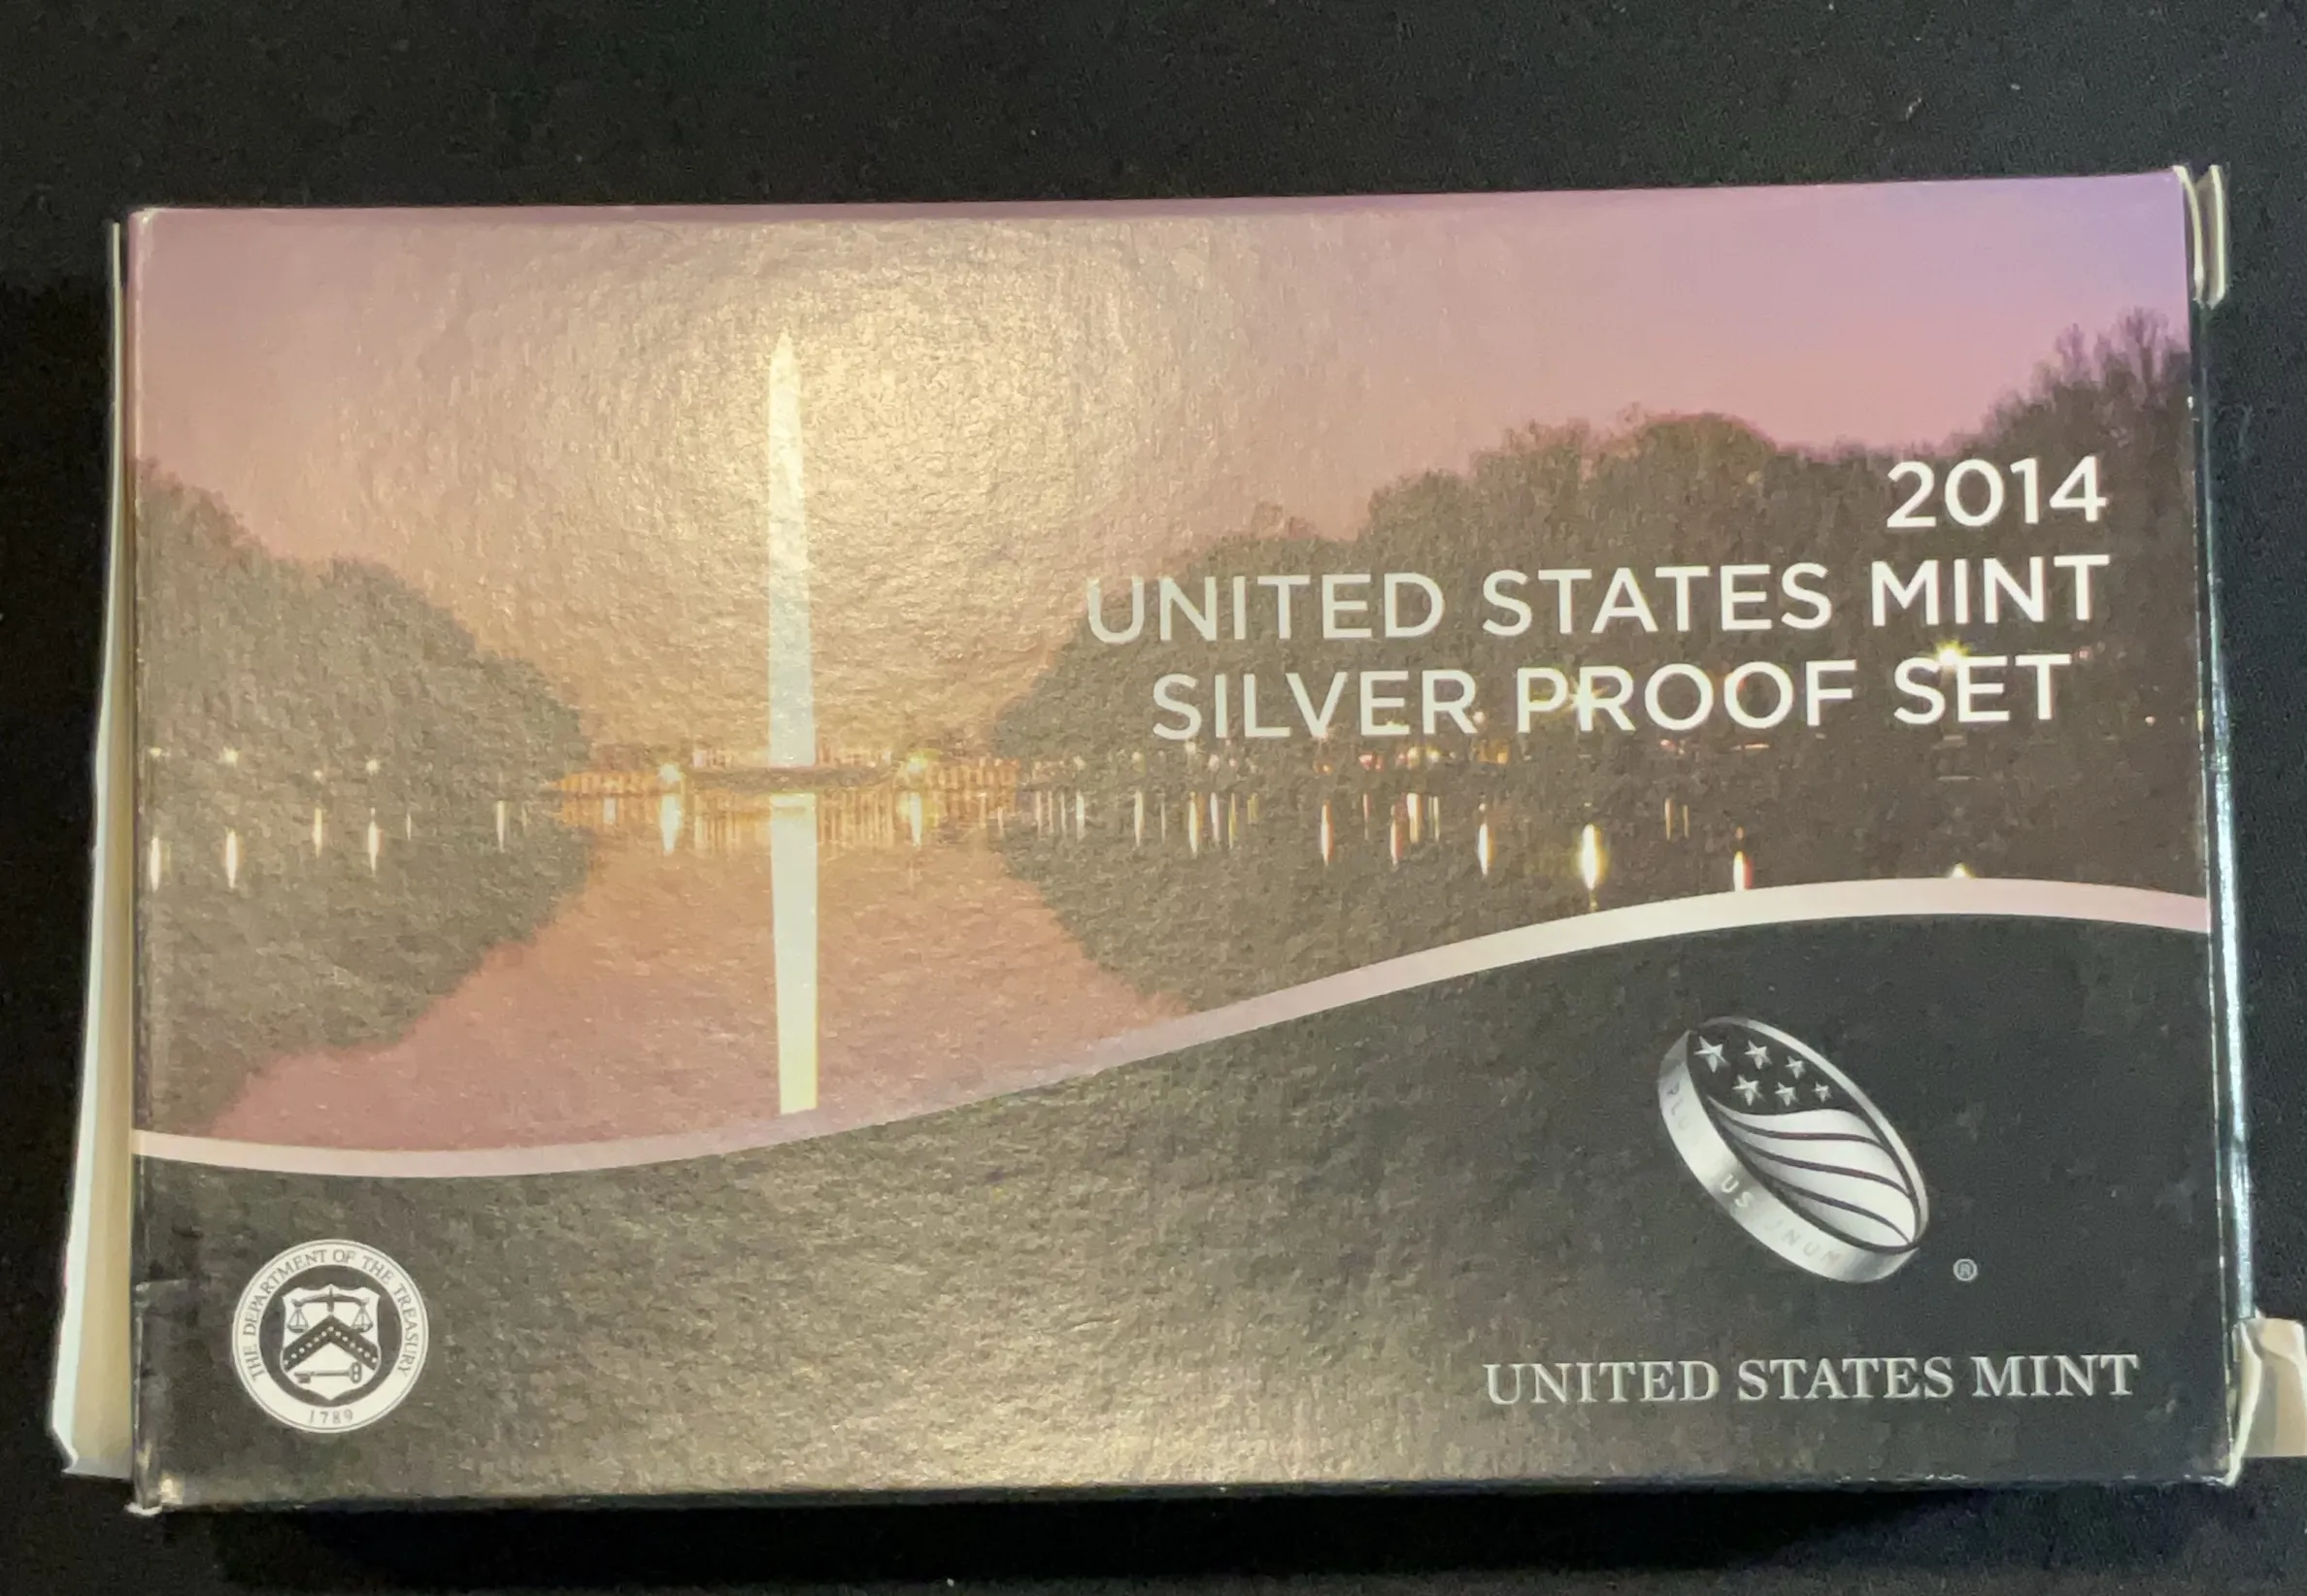 2014
UNITED STATES MINT
SILVER PROOF SET
THE DEPARTMENT OF THE TREASURY
1789
®
UNITED STATES MINT